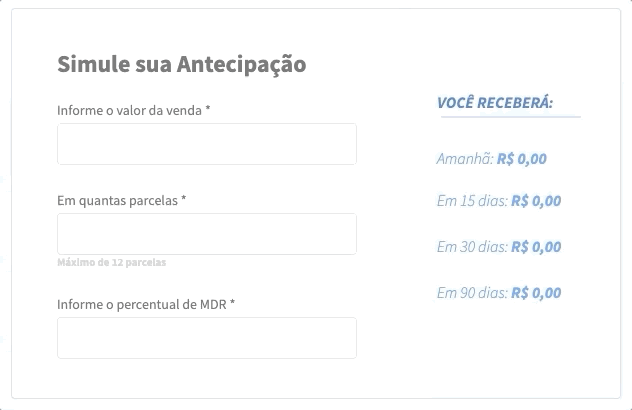 Simule sua Antecipação
Informe o valor da venda *
Em quantas parcelas *
Máximo de 12 parcelas
Informe o percentual de MDR *
VOCÊ RECEBERÁ:
Amanhã: R$ 0,00
Em 15 dias: R$ 0,00
Em 30 dias: R$ 0,00
Em 90 dias: R$ 0,00